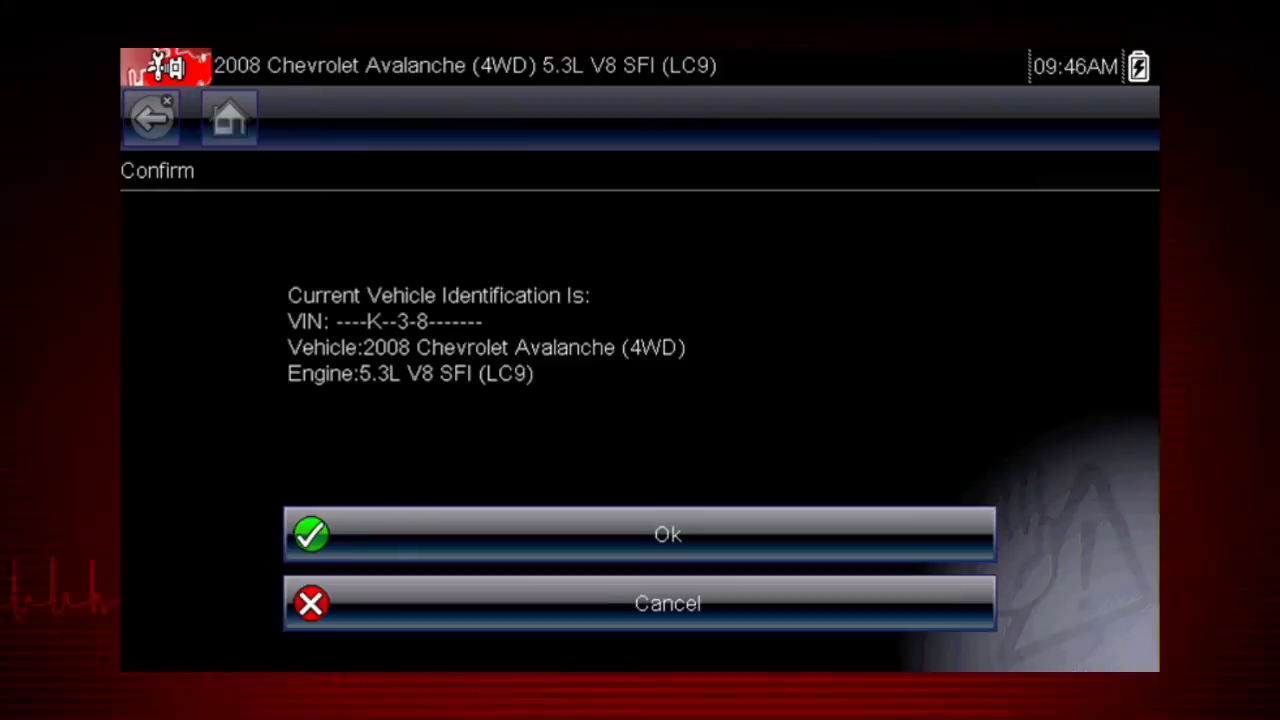 2008 Chevrolet Avalanche (4WD) 5.3L V8 SFI (LC9)
09:46AM
Confirm
Current Vehicle Identification Is:
VIN: ----K--3-8-------
Vehicle:2008 Chevrolet Avalanche (4WD)
Engine:5.3L V8 SFI (LC9)
Ok
Cancel